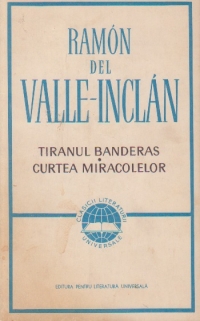 RAMÓN
DEL
VALLE-INCLÁN
TIRANUL BANDERAS
•
CURTEA MIRACOLELOR
CLASICII LITERATURII
UNIVERSALE
EDITURA PENTRU LITERATURA UNIVERSALĂ